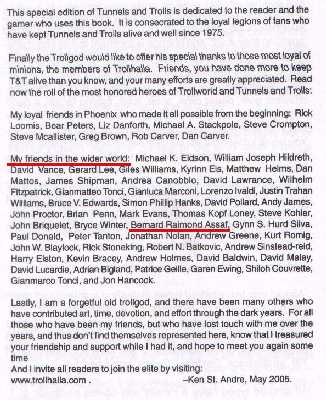 This special edition of Tunnels and Trolls is dedicated to the reader and the
gamer who uses this book. It is consecrated to the loyal legions of fans who
have kept Tunnels and Trolls alive and well since 1975.
Finally the Trollgod would like to offer his special thanks to those most loyal of
minions, the members of Trollhalla. Friends, you have done more to keep
T&T alive than you know, and your many efforts are greatly appreciated. Read
now the roll of the most honored heroes of Trollworld and Tunnels and Trolls:
My loyal friends in Phoenix who made it all possible from the beginning: Rick
Loomis, Bear Peters, Liz Danforth, Michael A. Stackpole, Steve Crompton,
Steve Mcallister, Greg Brown, Rob Carver, Dan Carver.
My friends in the wider world: Michael K. Eidson, William Joseph Hildreth,
David Vance, Gerard Lee, Giles Williams, Kyrinn Eis, Matthew Heims, Dan
Mattos, James Shipman, Andrea Canobbio, David Lawrance, Wilhelm
Fitzpatrick, Gianmatteo Tonci, Gianluca Marconi, Lorenzo Ivaldi, Justin Trahan
Williams, Bruce V. Edwards, Simon Phillip Hanks, David Pollard, Andy James,
John Proctor, Brian Penn, Mark Evans, Thomas Kopf Loney, Steve Kohler,
John Briquelet, Bryce Winter, Bernard Raimond Assaf, Gynn S. Hurd Silva,
Paul Donald, Peter Tanton, Jonathan Nolan, Andrew Greene, Kurt Romig,
John W. Blaylock, Rick Stoneking, Robert N. Batkovic, Andrew Sinstead-reid,
Harry Elston, Kevin Bracey, Andrew Holmes, David Baldwin, David Maley,
David Lucardie, Adrian Bigland, Patrice Geille, Garen Ewing, Shiloh Couvrette,
Gianmarco Tonci, and Jon Hancock.
Lastly, I am a forgetful old trollgod, and there have been many others who
have contributed art, time, devotion, and effort through the dark years. For all
those who have been my friends, but who have lost touch with me over the
years, and thus don't find themselves represented here, know that I treasured
your friendship and support while I had it, and hope to meet you again some
time
And I invite all readers to join the elite by visiting:
www.trollhalla.com . –Ken St. Andre, May 2005.